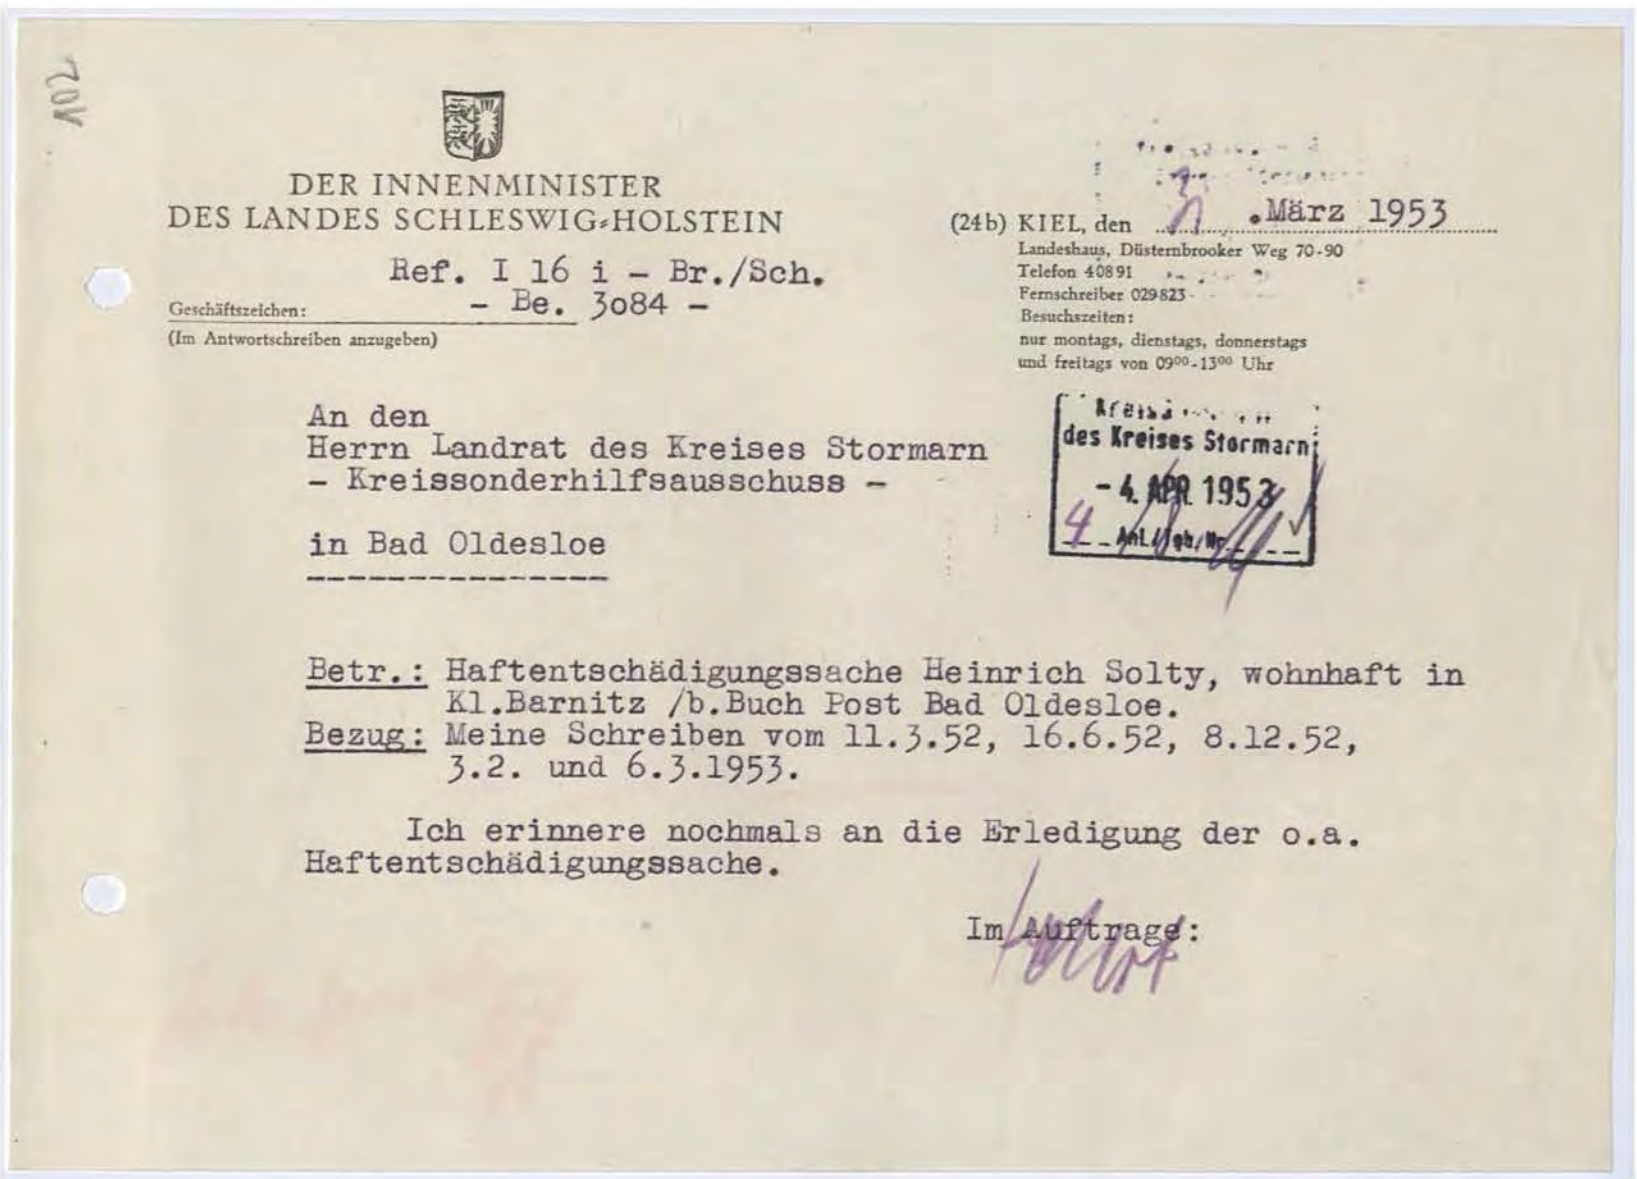 DER INNENMINISTER
DES LANDES SCHLESWIG-HOLSTEIN
Ref. I 16 i - Br./Sch.
Geschäftszeichen: - Be. 3o84 -
(Im Antwortschreiben anzugeben)
(24b) KIEL, den .März 1953
Landeshaus, Düsternbrooker Weg 70-90
Telefon 40891
Fernschreiber 029823
Besuchszeiten:
nur montags, dienstags, donnerstags
und freitags von 09⁰⁰-13⁰⁰ Uhr
An den
Herrn Landrat des Kreises Stormarn
- Kreissonderhilfsausschuss -
in Bad Oldesloe
des Kreises Stormarn
- 4. APR. 1953
4 Anl./Tgb./Nr.
Betr.: Haftentschädigungssache Heinrich Solty, wohnhaft in
Kl.Barnitz /b.Buch Post Bad Oldesloe.
Bezug: Meine Schreiben vom 11.3.52, 16.6.52, 8.12.52,
3.2. und 6.3.1953.
Ich erinnere nochmals an die Erledigung der o.a.
Haftentschädigungssache.
Im Auftrage: